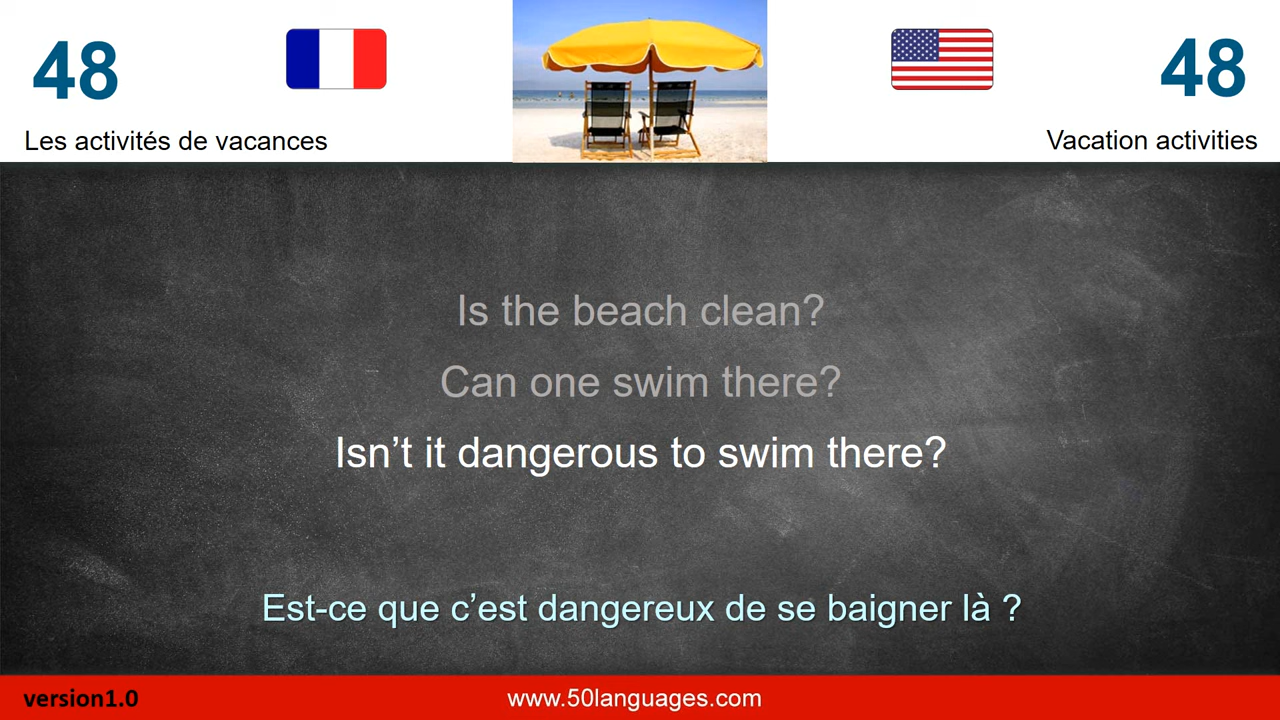 48
48
Les activités de vacances
Vacation activities
Is the beach clean?
Can one swim there?
Isn’t it dangerous to swim there?
Est-ce que c’est dangereux de se baigner là ?
version1.0
www.50languages.com